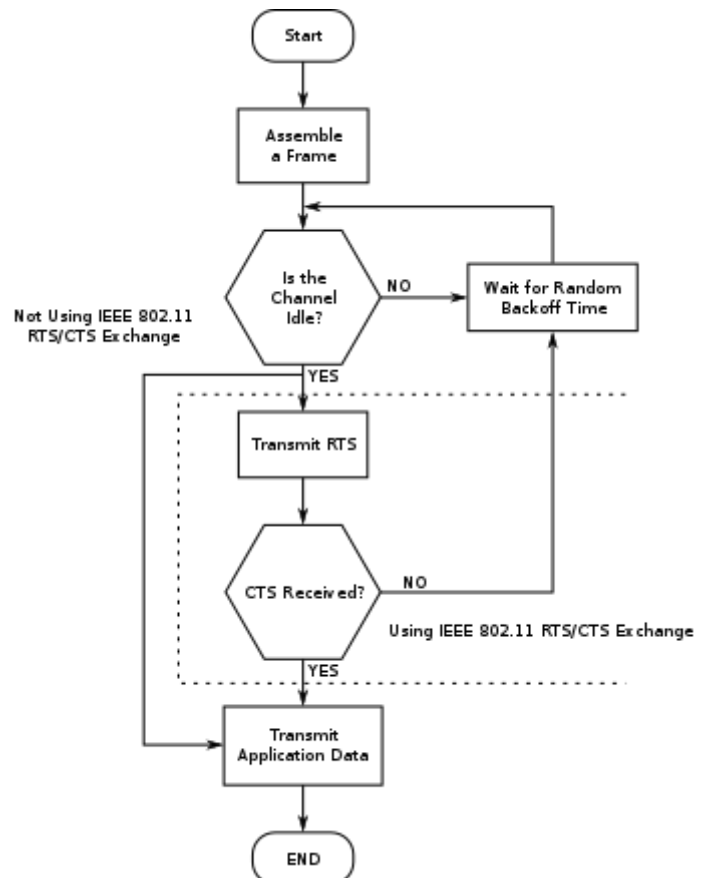 Start
Assemble
a Frame
Is the
Channel
Idle?
NO
Wait for Random
Backoff Time
Not Using IEEE 802.11
RTS/CTS Exchange
YES
Transmit RTS
CTS Received?
NO
Using IEEE 802.11 RTS/CTS Exchange
YES
Transmit
Application Data
END